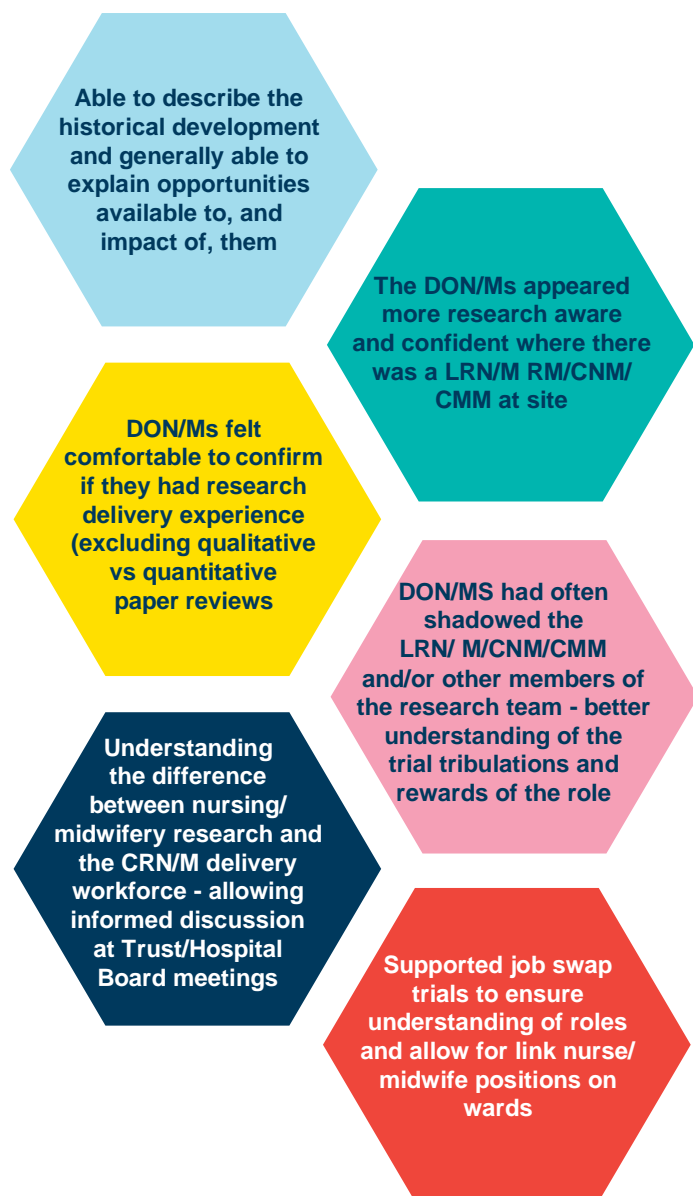 Able to describe the
historical development
and generally able to
explain opportunities
available to, and
impact of, them
The DON/Ms appeared
more research aware
and confident where there
was a LRN/M RM/CNM/
CMM at site
DON/Ms felt
comfortable to confirm
if they had research
delivery experience
(excluding qualitative
vs quantitative
paper reviews
DON/MS had often
shadowed the
LRN/ M/CNM/CMM
and/or other members of
the research team - better
understanding of the
trial tribulations and
rewards of the role
Understanding
the difference
between nursing/
midwifery research and
the CRN/M delivery
workforce - allowing
informed discussion
at Trust/Hospital
Board meetings
Supported job swap
trials to ensure
understanding of roles
and allow for link nurse/
midwife positions on
wards